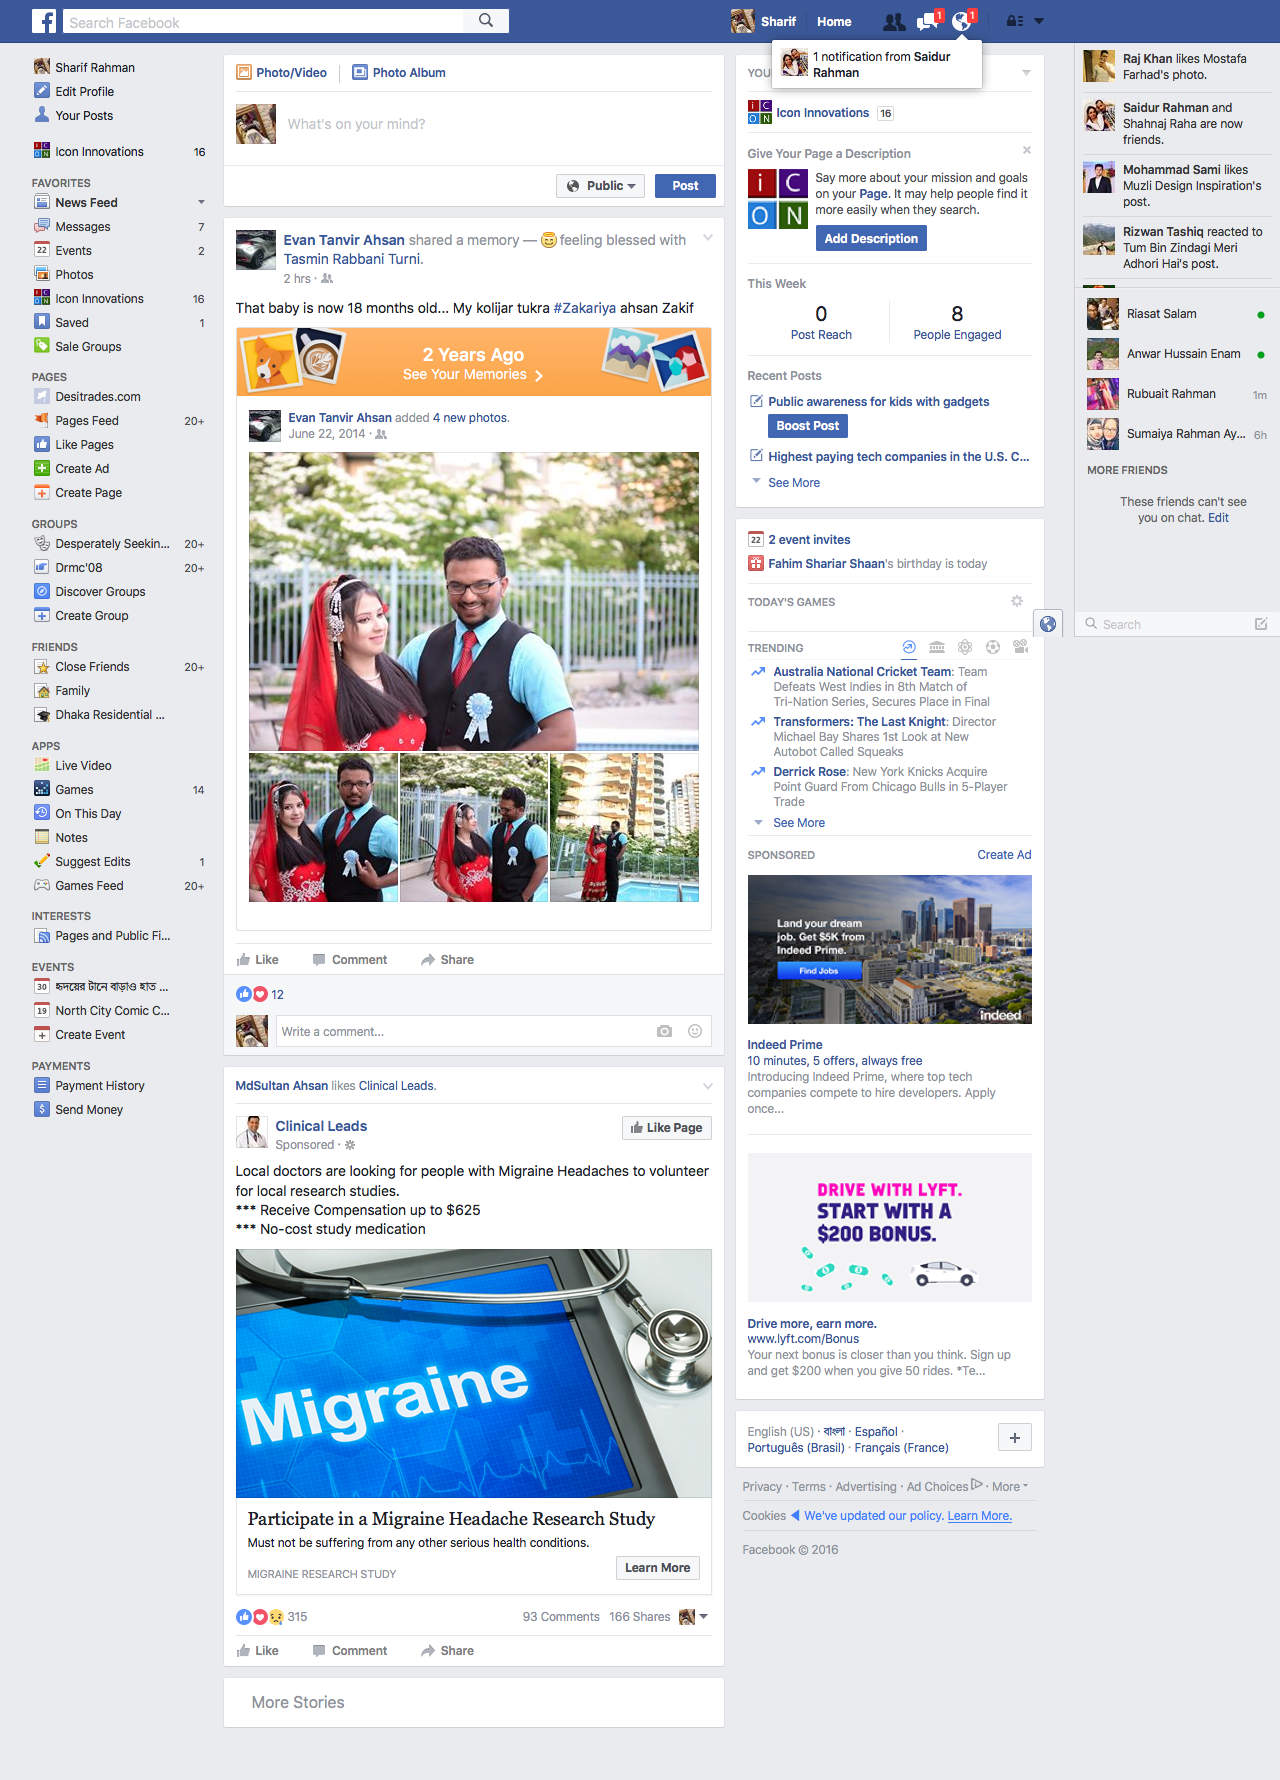 Search Facebook
Sharif
Home
1
1
1 notification from Saidur
Rahman
Sharif Rahman
Edit Profile
Your Posts
Icon Innovations 16
FAVORITES
News Feed
Messages 7
Events 2
Photos
Icon Innovations 16
Saved 1
Sale Groups
PAGES
Desitrades.com
Pages Feed 20+
Like Pages
Create Ad
Create Page
GROUPS
Desperately Seekin... 20+
Drmc'08 20+
Discover Groups
Create Group
FRIENDS
Close Friends 20+
Family
Dhaka Residential ...
APPS
Live Video
Games 14
On This Day
Notes
Suggest Edits 1
Games Feed 20+
INTERESTS
Pages and Public Fi...
EVENTS
30 হৃদয়ের টানে বাড়াও হাত ...
19 North City Comic C...
Create Event
PAYMENTS
Payment History
Send Money
Photo/Video
Photo Album
What's on your mind?
Public
Post
Evan Tanvir Ahsan shared a memory — feeling blessed with
Tasmin Rabbani Turni.
2 hrs ·
That baby is now 18 months old... My kolijar tukra #Zakariya ahsan Zakif
2 Years Ago
See Your Memories
Evan Tanvir Ahsan added 4 new photos.
June 22, 2014 ·
Like Comment Share
12
Write a comment...
MdSultan Ahsan likes Clinical Leads.
Clinical Leads
Sponsored ·
Like Page
Local doctors are looking for people with Migraine Headaches to volunteer
for local research studies.
*** Receive Compensation up to $625
*** No-cost study medication
Migraine
Participate in a Migraine Headache Research Study
Must not be suffering from any other serious health conditions.
MIGRAINE RESEARCH STUDY
Learn More
315
93 Comments 166 Shares
Like Comment Share
More Stories
YOU
iCON
Icon Innovations 16
Give Your Page a Description
iCON
Say more about your mission and goals
on your Page. It may help people find it
more easily when they search.
Add Description
This Week
0
Post Reach
8
People Engaged
Recent Posts
Public awareness for kids with gadgets
Boost Post
Highest paying tech companies in the U.S. C...
See More
22 2 event invites
Fahim Shariar Shaan's birthday is today
TODAY'S GAMES
TRENDING
Australia National Cricket Team: Team
Defeats West Indies in 8th Match of
Tri-Nation Series, Secures Place in Final
Transformers: The Last Knight: Director
Michael Bay Shares 1st Look at New
Autobot Called Squeaks
Derrick Rose: New York Knicks Acquire
Point Guard From Chicago Bulls in 5-Player
Trade
See More
SPONSORED
Create Ad
Land your dream
job. Get $5K from
Indeed Prime.
Find Jobs
indeed
Indeed Prime
10 minutes, 5 offers, always free
Introducing Indeed Prime, where top tech
companies compete to hire developers. Apply
once...
DRIVE WITH LYFT.
START WITH A
$200 BONUS.
Drive more, earn more.
www.lyft.com/Bonus
Your next bonus is closer than you think. Sign up
and get $200 when you give 50 rides. *Te...
English (US) · বাংলা · Español ·
Português (Brasil) · Français (France)
Privacy · Terms · Advertising · Ad Choices · More
Cookies We've updated our policy. Learn More.
Facebook © 2016
Raj Khan likes Mostafa
Farhad's photo.
Saidur Rahman and
Shahnaj Raha are now
friends.
Mohammad Sami likes
Muzli Design Inspiration's
post.
Rizwan Tashiq reacted to
Tum Bin Zindagi Meri
Adhori Hai's post.
Riasat Salam
Anwar Hussain Enam
Rubuait Rahman 1m
Sumaiya Rahman Ay... 6h
MORE FRIENDS
These friends can't see
you on chat. Edit
Search